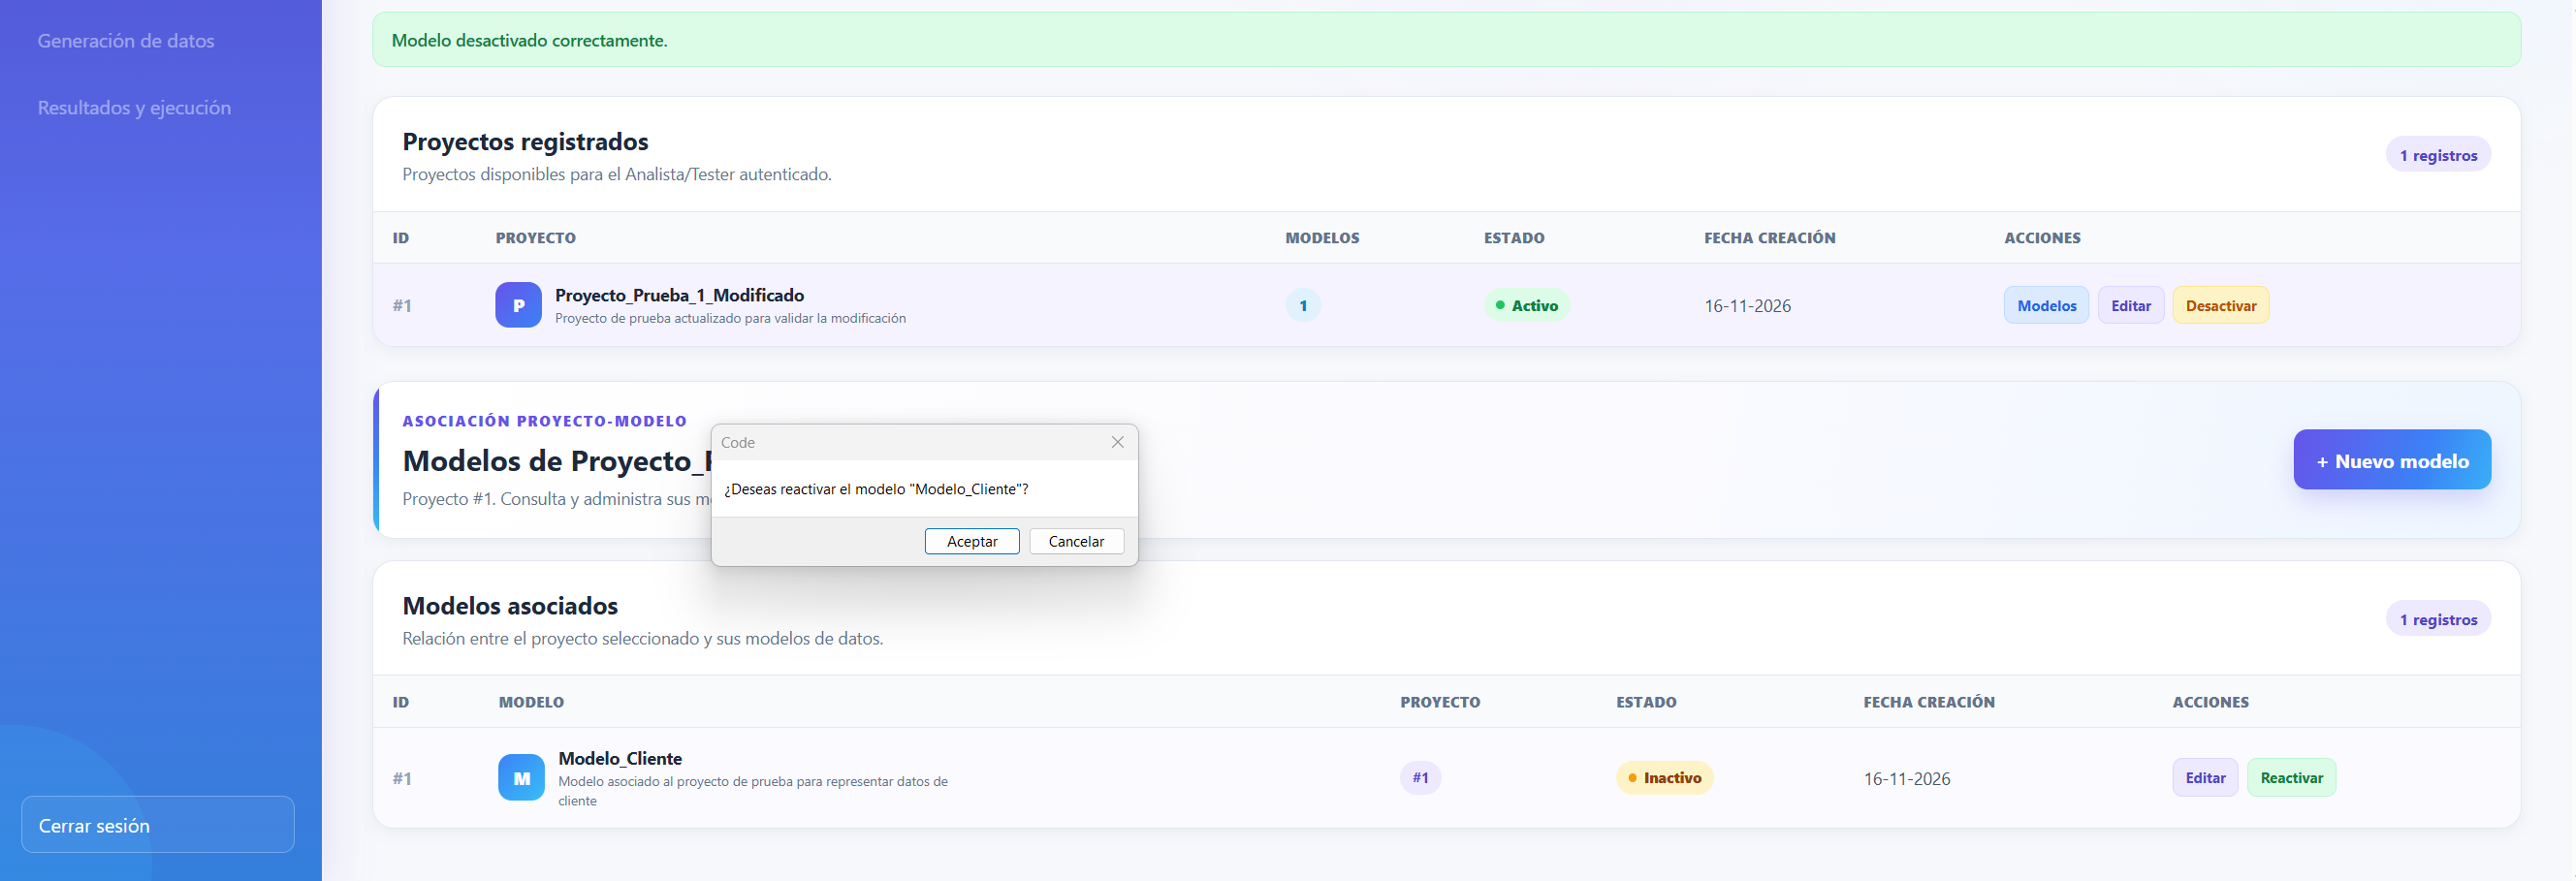 Generación de datos
Resultados y ejecución
Cerrar sesión
Modelo desactivado correctamente.
Proyectos registrados
Proyectos disponibles para el Analista/Tester autenticado.
1 registros
ID PROYECTO MODELOS ESTADO FECHA CREACIÓN ACCIONES
#1 P Proyecto_Prueba_1_Modificado 1 Activo 16-11-2026 Modelos Editar Desactivar
Proyecto de prueba actualizado para validar la modificación
ASOCIACIÓN PROYECTO-MODELO
Modelos de Proyecto_P
Proyecto #1. Consulta y administra sus m
+ Nuevo modelo
Code
¿Deseas reactivar el modelo "Modelo_Cliente"?
Aceptar Cancelar
Modelos asociados
Relación entre el proyecto seleccionado y sus modelos de datos.
1 registros
ID MODELO PROYECTO ESTADO FECHA CREACIÓN ACCIONES
#1 M Modelo_Cliente #1 Inactivo 16-11-2026 Editar Reactivar
Modelo asociado al proyecto de prueba para representar datos de
cliente